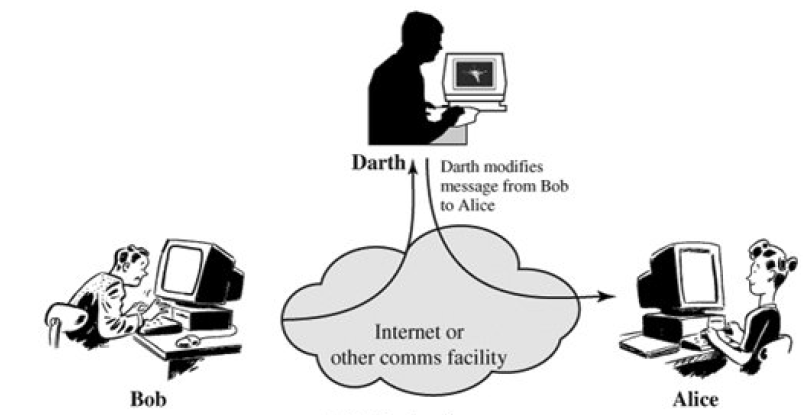 Darth
Darth modifies
message from Bob
to Alice
Internet or
other comms facility
Bob
Alice